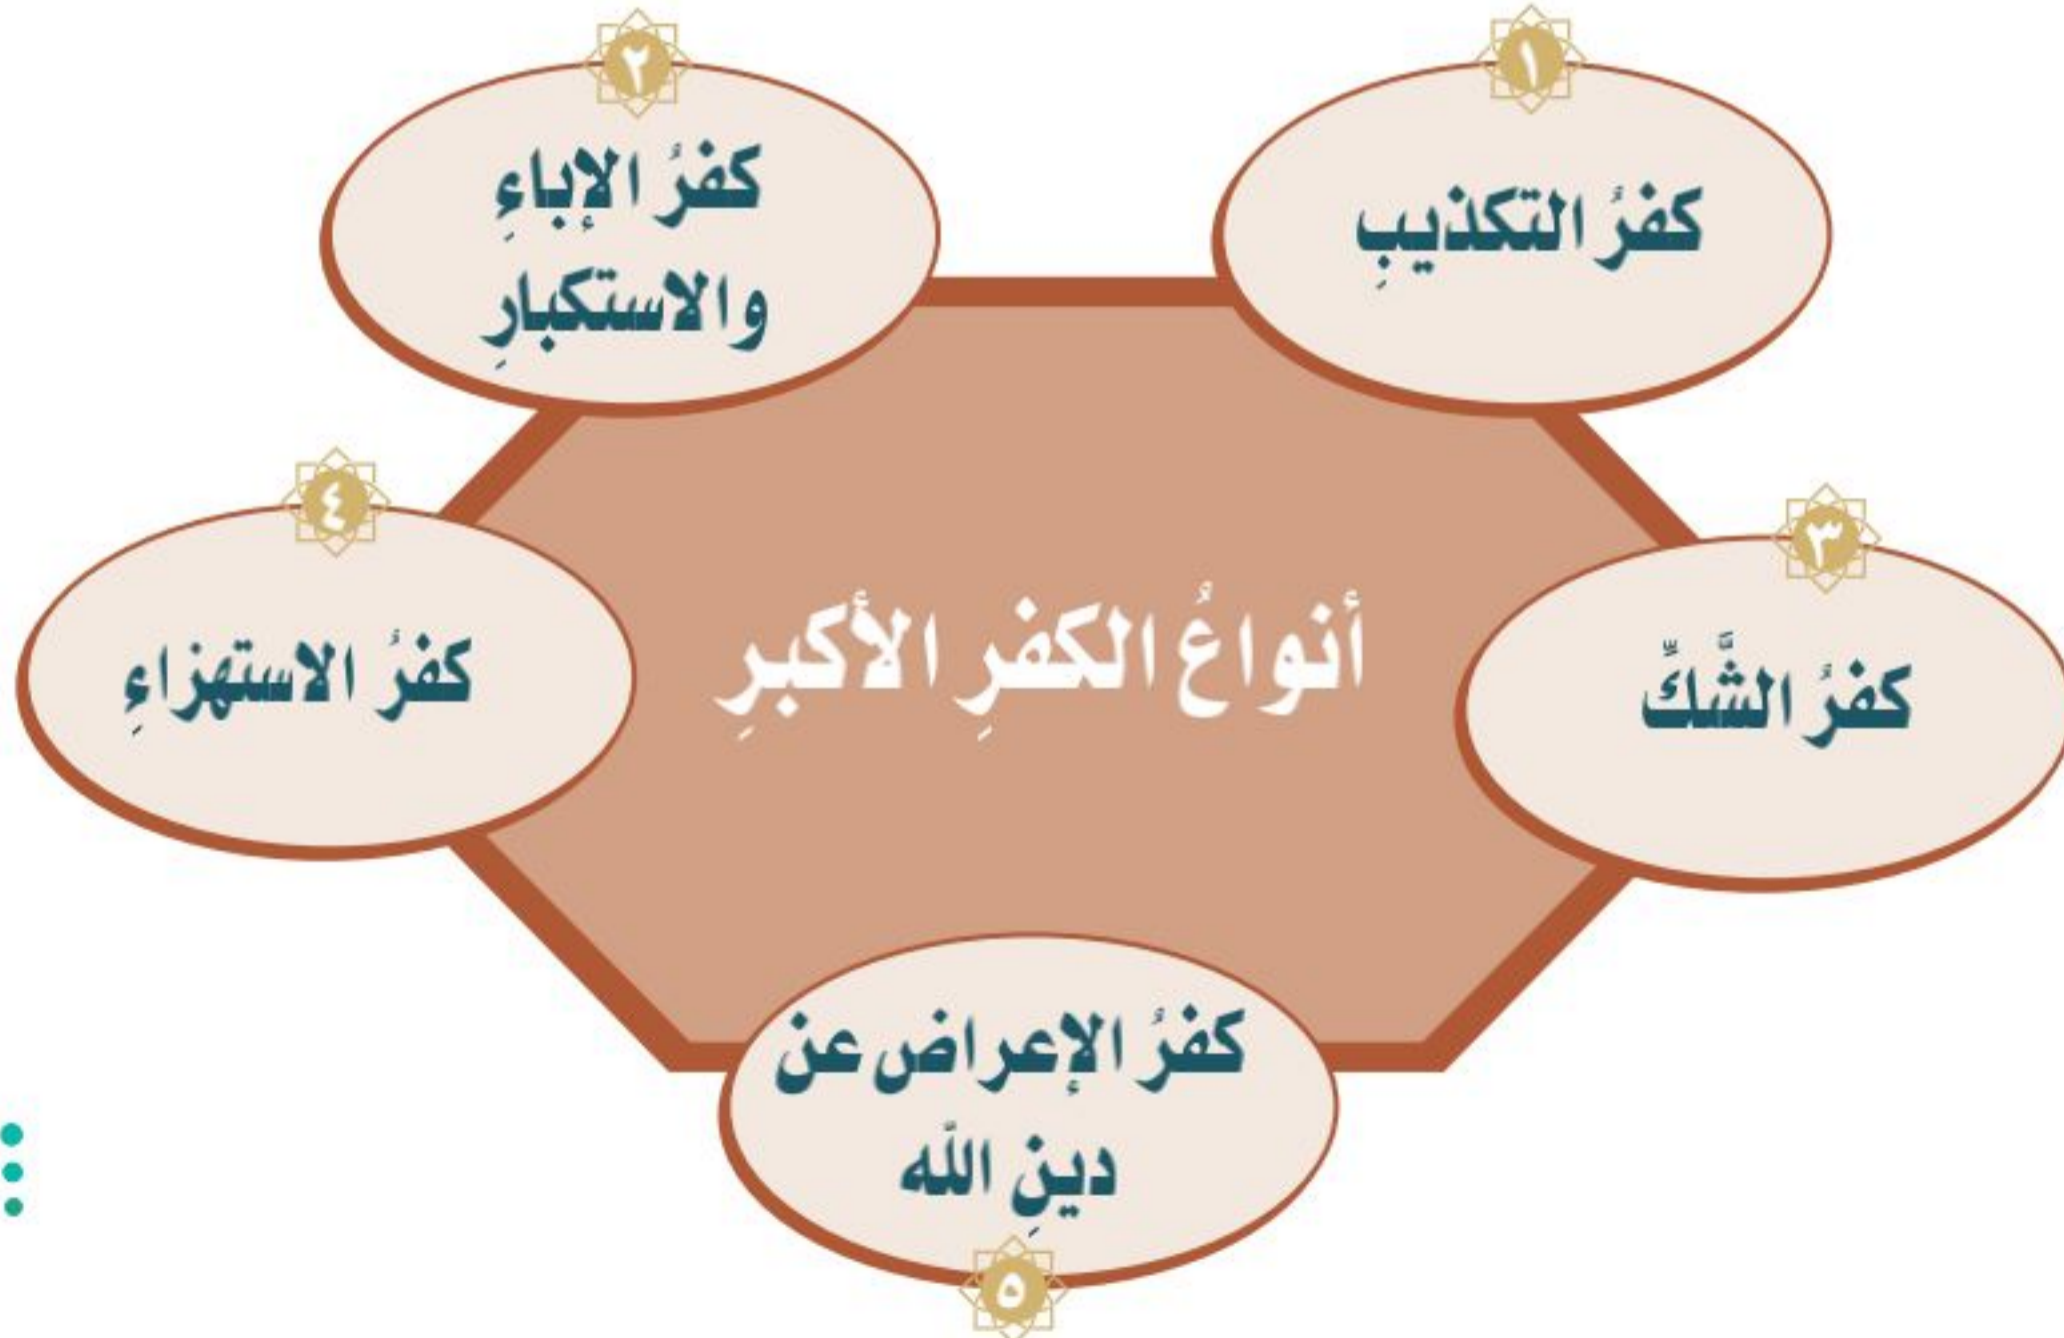 أنواعُ الكفرِ الأكبرِ
١
كفرُ التكذيبِ
٢
كفرُ الإباءِ
والاستكبارِ
٣
كفرُ الشَّكِّ
٤
كفرُ الاستهزاءِ
كفرُ الإعراض عن
دينِ الله
٥